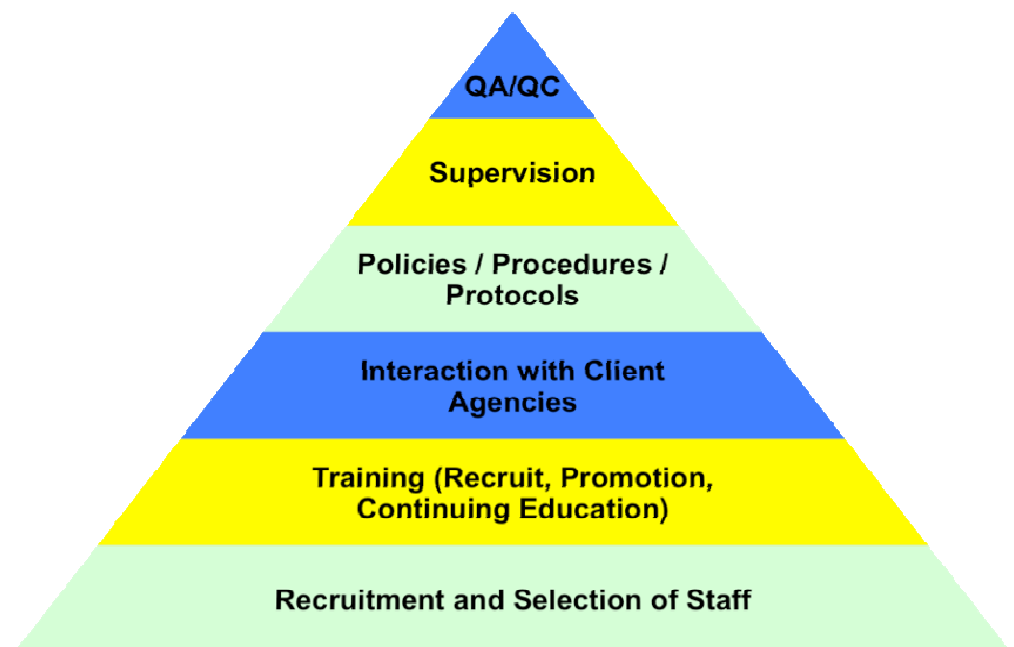 QA/QC
Supervision
Policies / Procedures /
Protocols
Interaction with Client
Agencies
Training (Recruit, Promotion,
Continuing Education)
Recruitment and Selection of Staff